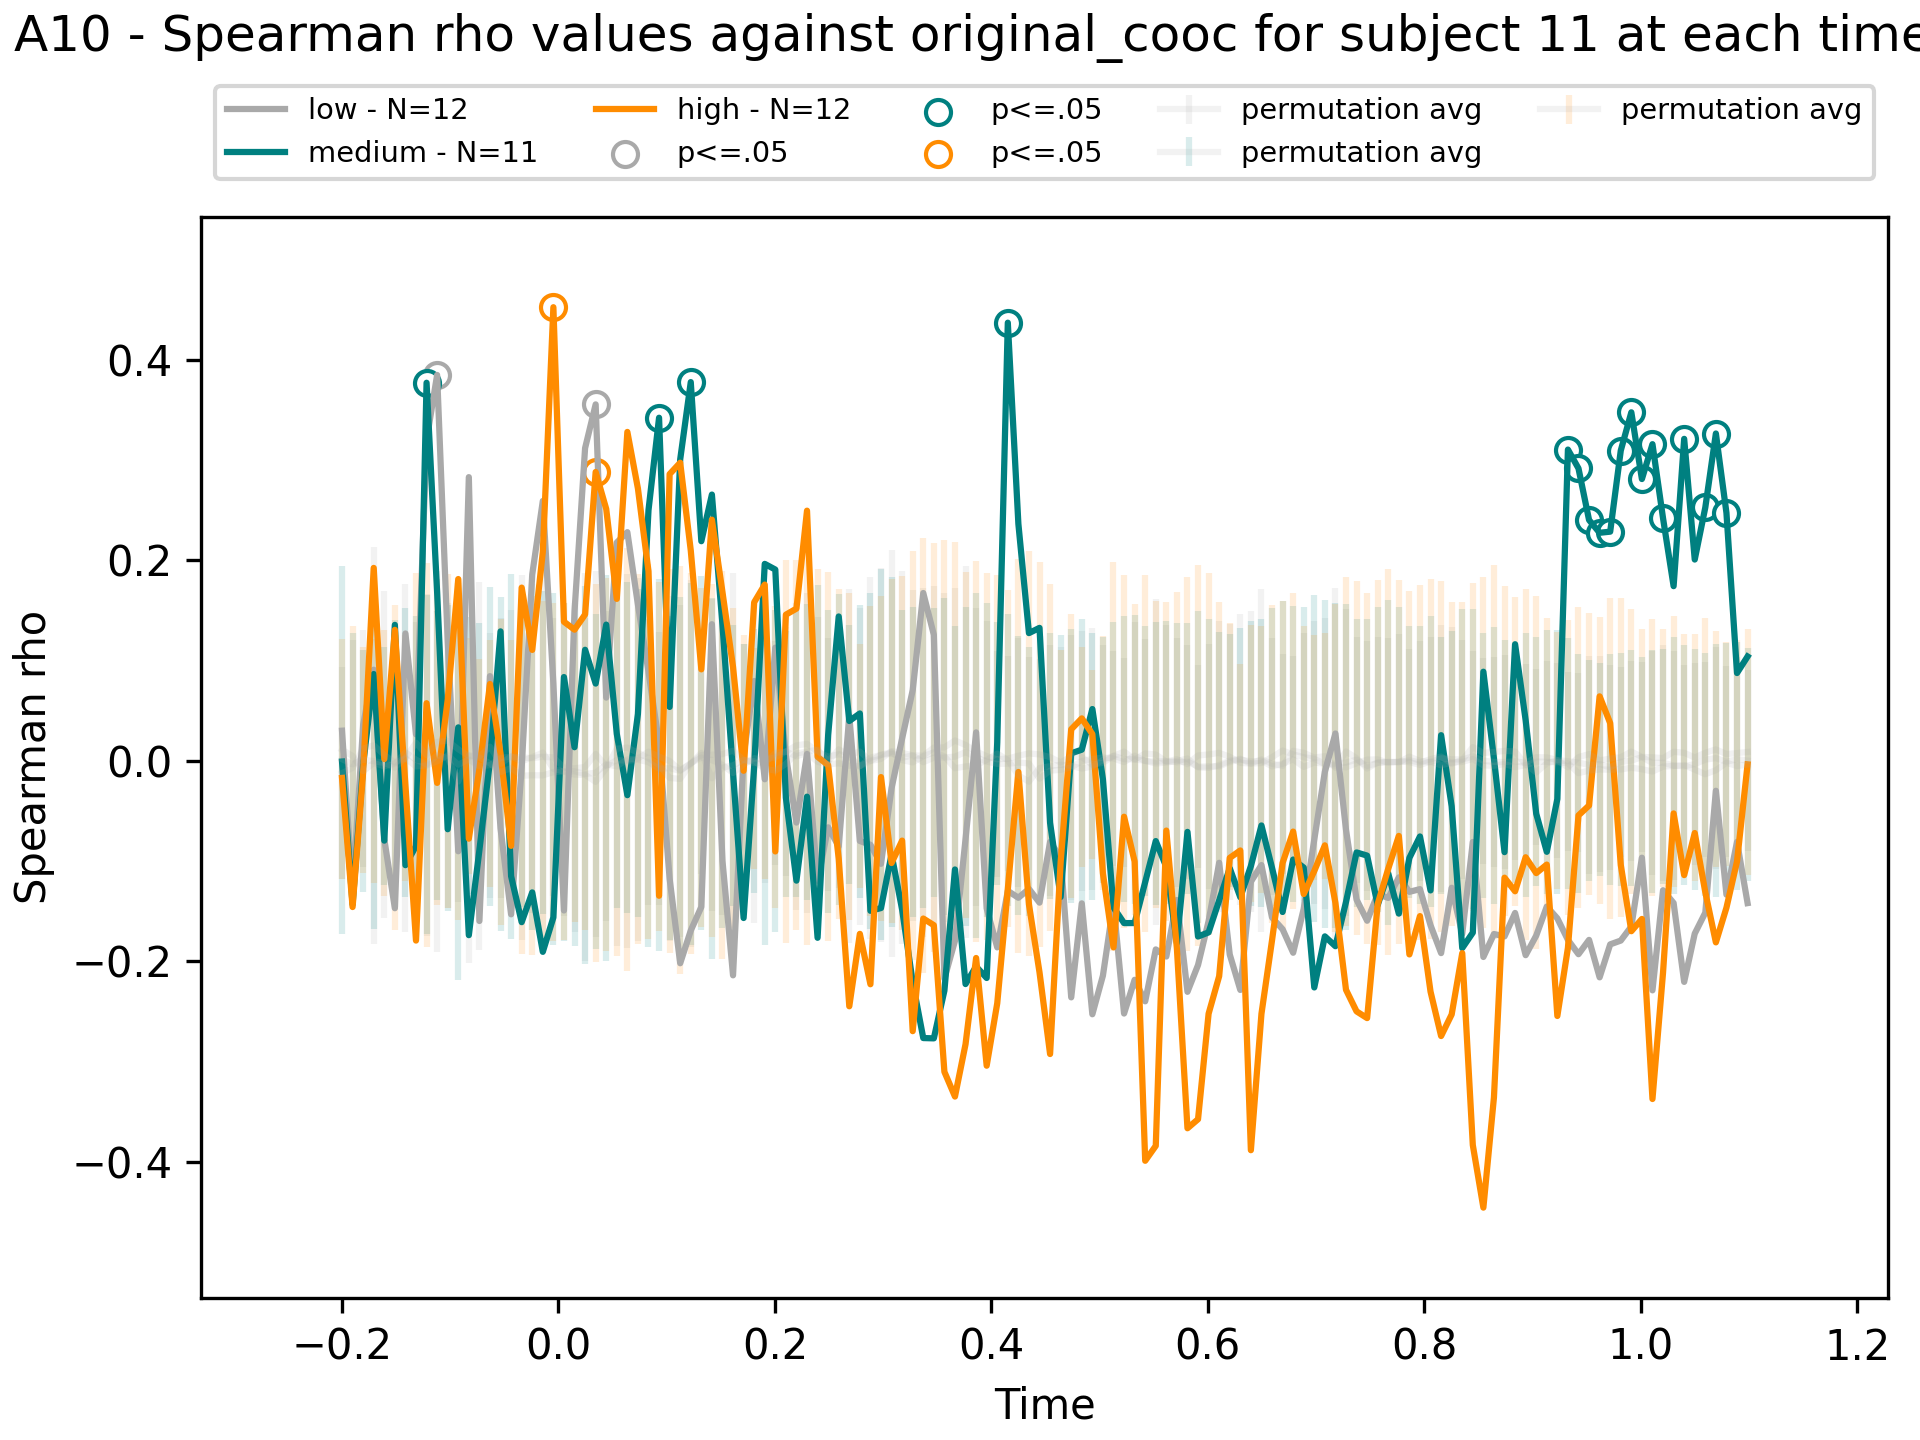 A10 - Spearman rho values against original_cooc for subject 11 at each time
low - N=12
medium - N=11
high - N=12
p<=.05
p<=.05
p<=.05
permutation avg
permutation avg
permutation avg
Spearman rho
0.4
0.2
0.0
−0.2
−0.4
−0.2 0.0 0.2 0.4 0.6 0.8 1.0 1.2
Time